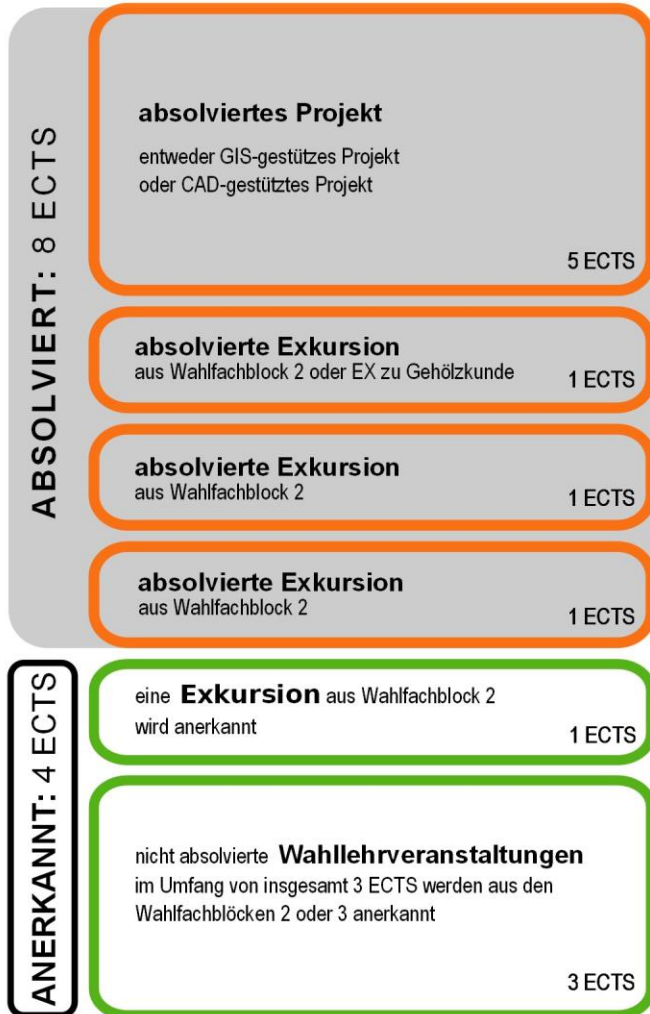 ABSOLVIERT: 8 ECTS
absolviertes Projekt
entweder GIS-gestützes Projekt
oder CAD-gestütztes Projekt
5 ECTS
absolvierte Exkursion
aus Wahlfachblock 2 oder EX zu Gehölzkunde
1 ECTS
absolvierte Exkursion
aus Wahlfachblock 2
1 ECTS
absolvierte Exkursion
aus Wahlfachblock 2
1 ECTS
ANERKANNT: 4 ECTS
eine Exkursion aus Wahlfachblock 2
wird anerkannt
1 ECTS
nicht absolvierte Wahllehrveranstaltungen
im Umfang von insgesamt 3 ECTS werden aus den
Wahlfachblöcken 2 oder 3 anerkannt
3 ECTS